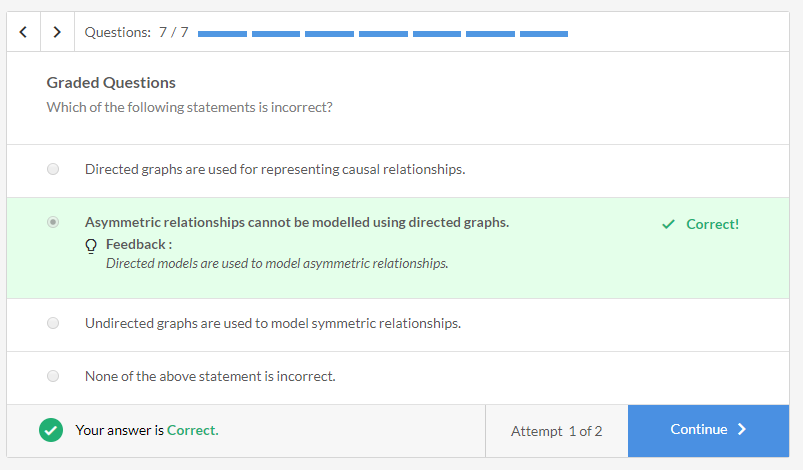 Questions: 7 / 7
Graded Questions
Which of the following statements is incorrect?
Directed graphs are used for representing causal relationships.
Asymmetric relationships cannot be modelled using directed graphs.
Correct!
Feedback :
Directed models are used to model asymmetric relationships.
Undirected graphs are used to model symmetric relationships.
None of the above statement is incorrect.
Your answer is Correct.
Attempt 1 of 2
Continue